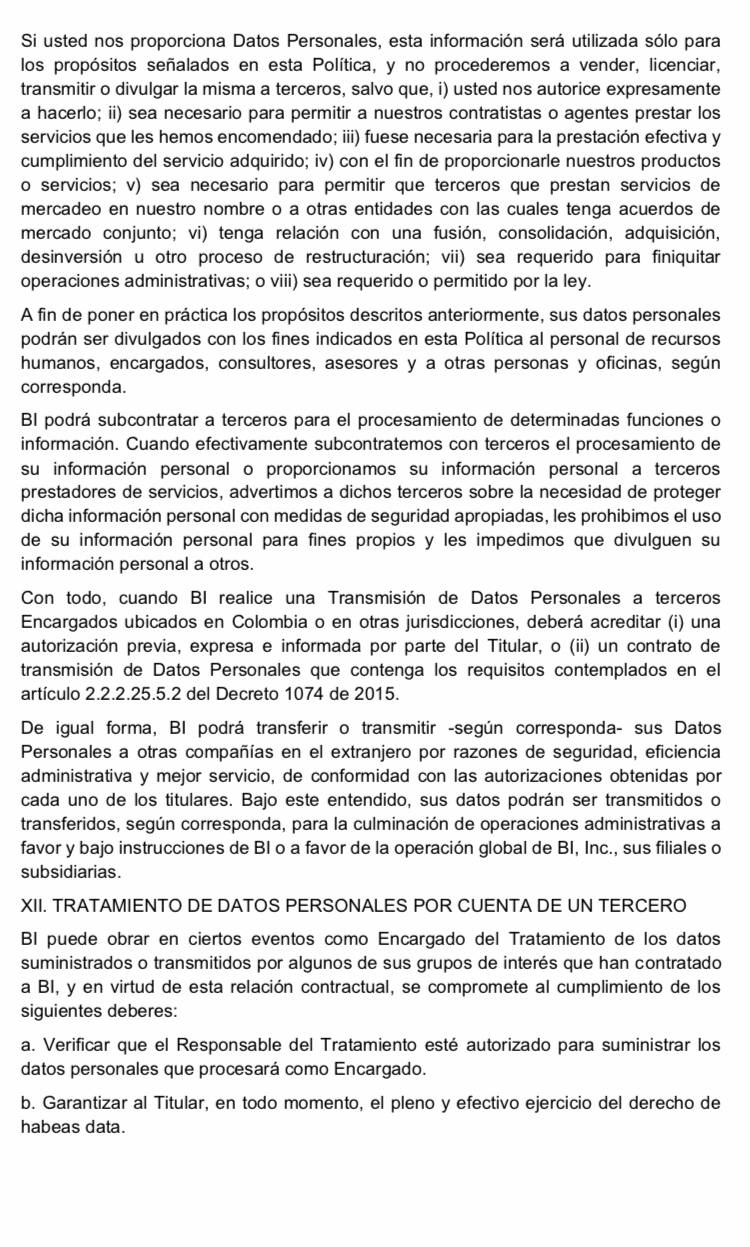 Si usted nos proporciona Datos Personales, esta información será utilizada sólo para
los propósitos señalados en esta Política, y no procederemos a vender, licenciar,
transmitir o divulgar la misma a terceros, salvo que, i) usted nos autorice expresamente
a hacerlo; ii) sea necesario para permitir a nuestros contratistas o agentes prestar los
servicios que les hemos encomendado; iii) fuese necesaria para la prestación efectiva y
cumplimiento del servicio adquirido; iv) con el fin de proporcionarle nuestros productos
o servicios; v) sea necesario para permitir que terceros que prestan servicios de
mercadeo en nuestro nombre o a otras entidades con las cuales tenga acuerdos de
mercado conjunto; vi) tenga relación con una fusión, consolidación, adquisición,
desinversión u otro proceso de restructuración; vii) sea requerido para finiquitar
operaciones administrativas; o viii) sea requerido o permitido por la ley.
A fin de poner en práctica los propósitos descritos anteriormente, sus datos personales
podrán ser divulgados con los fines indicados en esta Política al personal de recursos
humanos, encargados, consultores, asesores y a otras personas y oficinas, según
corresponda.
BI podrá subcontratar a terceros para el procesamiento de determinadas funciones o
información. Cuando efectivamente subcontratemos con terceros el procesamiento de
su información personal o proporcionamos su información personal a terceros
prestadores de servicios, advertimos a dichos terceros sobre la necesidad de proteger
dicha información personal con medidas de seguridad apropiadas, les prohibimos el uso
de su información personal para fines propios y les impedimos que divulguen su
información personal a otros.
Con todo, cuando BI realice una Transmisión de Datos Personales a terceros
Encargados ubicados en Colombia o en otras jurisdicciones, deberá acreditar (i) una
autorización previa, expresa e informada por parte del Titular, o (ii) un contrato de
transmisión de Datos Personales que contenga los requisitos contemplados en el
artículo 2.2.2.25.5.2 del Decreto 1074 de 2015.
De igual forma, BI podrá transferir o transmitir -según corresponda- sus Datos
Personales a otras compañías en el extranjero por razones de seguridad, eficiencia
administrativa y mejor servicio, de conformidad con las autorizaciones obtenidas por
cada uno de los titulares. Bajo este entendido, sus datos podrán ser transmitidos o
transferidos, según corresponda, para la culminación de operaciones administrativas a
favor y bajo instrucciones de BI o a favor de la operación global de BI, Inc., sus filiales o
subsidiarias.
XII. TRATAMIENTO DE DATOS PERSONALES POR CUENTA DE UN TERCERO
BI puede obrar en ciertos eventos como Encargado del Tratamiento de los datos
suministrados o transmitidos por algunos de sus grupos de interés que han contratado
a BI, y en virtud de esta relación contractual, se compromete al cumplimiento de los
siguientes deberes:
a. Verificar que el Responsable del Tratamiento esté autorizado para suministrar los
datos personales que procesará como Encargado.
b. Garantizar al Titular, en todo momento, el pleno y efectivo ejercicio del derecho de
habeas data.